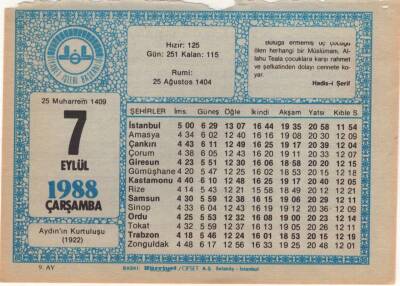 Hızır: 125
Gün: 251 Kalan: 115
Rumi:
25 Ağustos 1404
Buluğa ermemiş üç çocuğu
ölen herhangi bir Müslümanı, Al-
lahu Teala çocuklara karşı rahmet
ve şefkatinden dolayı cennete ko-
yar.
Hadis-i Şerif
25 Muharrem 1409
7
EYLÜL
1988
ÇARŞAMBA
Aydın'ın Kurtuluşu
(1922)
9. AY
ŞEHİRLER İms. Güneş Öğle İkindi Akşam Yatsı Kıble S.
İstanbul 5 00 6 29 13 07 16 44 19 35 20 58 11 54
Amasya 4 34 6 02 12 40 16 16 19 07 20 30 12 09
Çankırı 4 43 6 11 12 49 16 25 19 17 20 39 12 04
Çorum 4 38 6 05 12 43 16 20 19 11 20 33 12 07
Giresun 4 23 5 51 12 30 16 06 18 58 20 20 12 15
Gümüşhane 4 20 5 47 12 25 16 02 18 53 20 15 12 18
Kastamonu 4 40 6 10 12 48 16 25 19 17 20 40 12 05
Rize 4 14 5 43 12 21 15 58 18 49 20 12 12 21
Samsun 4 30 5 59 12 38 16 15 19 06 20 29 12 11
Sinop 4 33 6 04 12 43 16 20 19 12 20 36 12 09
Ordu 4 25 5 53 12 32 16 08 19 00 20 23 12 14
Tokat 4 32 5 59 12 37 16 13 19 05 20 26 12 11
Trabzon 4 18 5 46 12 24 16 01 18 53 20 15 12 19
Zonguldak 4 48 6 17 12 56 16 33 19 25 20 48 12 01
BASKI: Hürriyet / OFSET A.Ş. Sefaköy - İstanbul